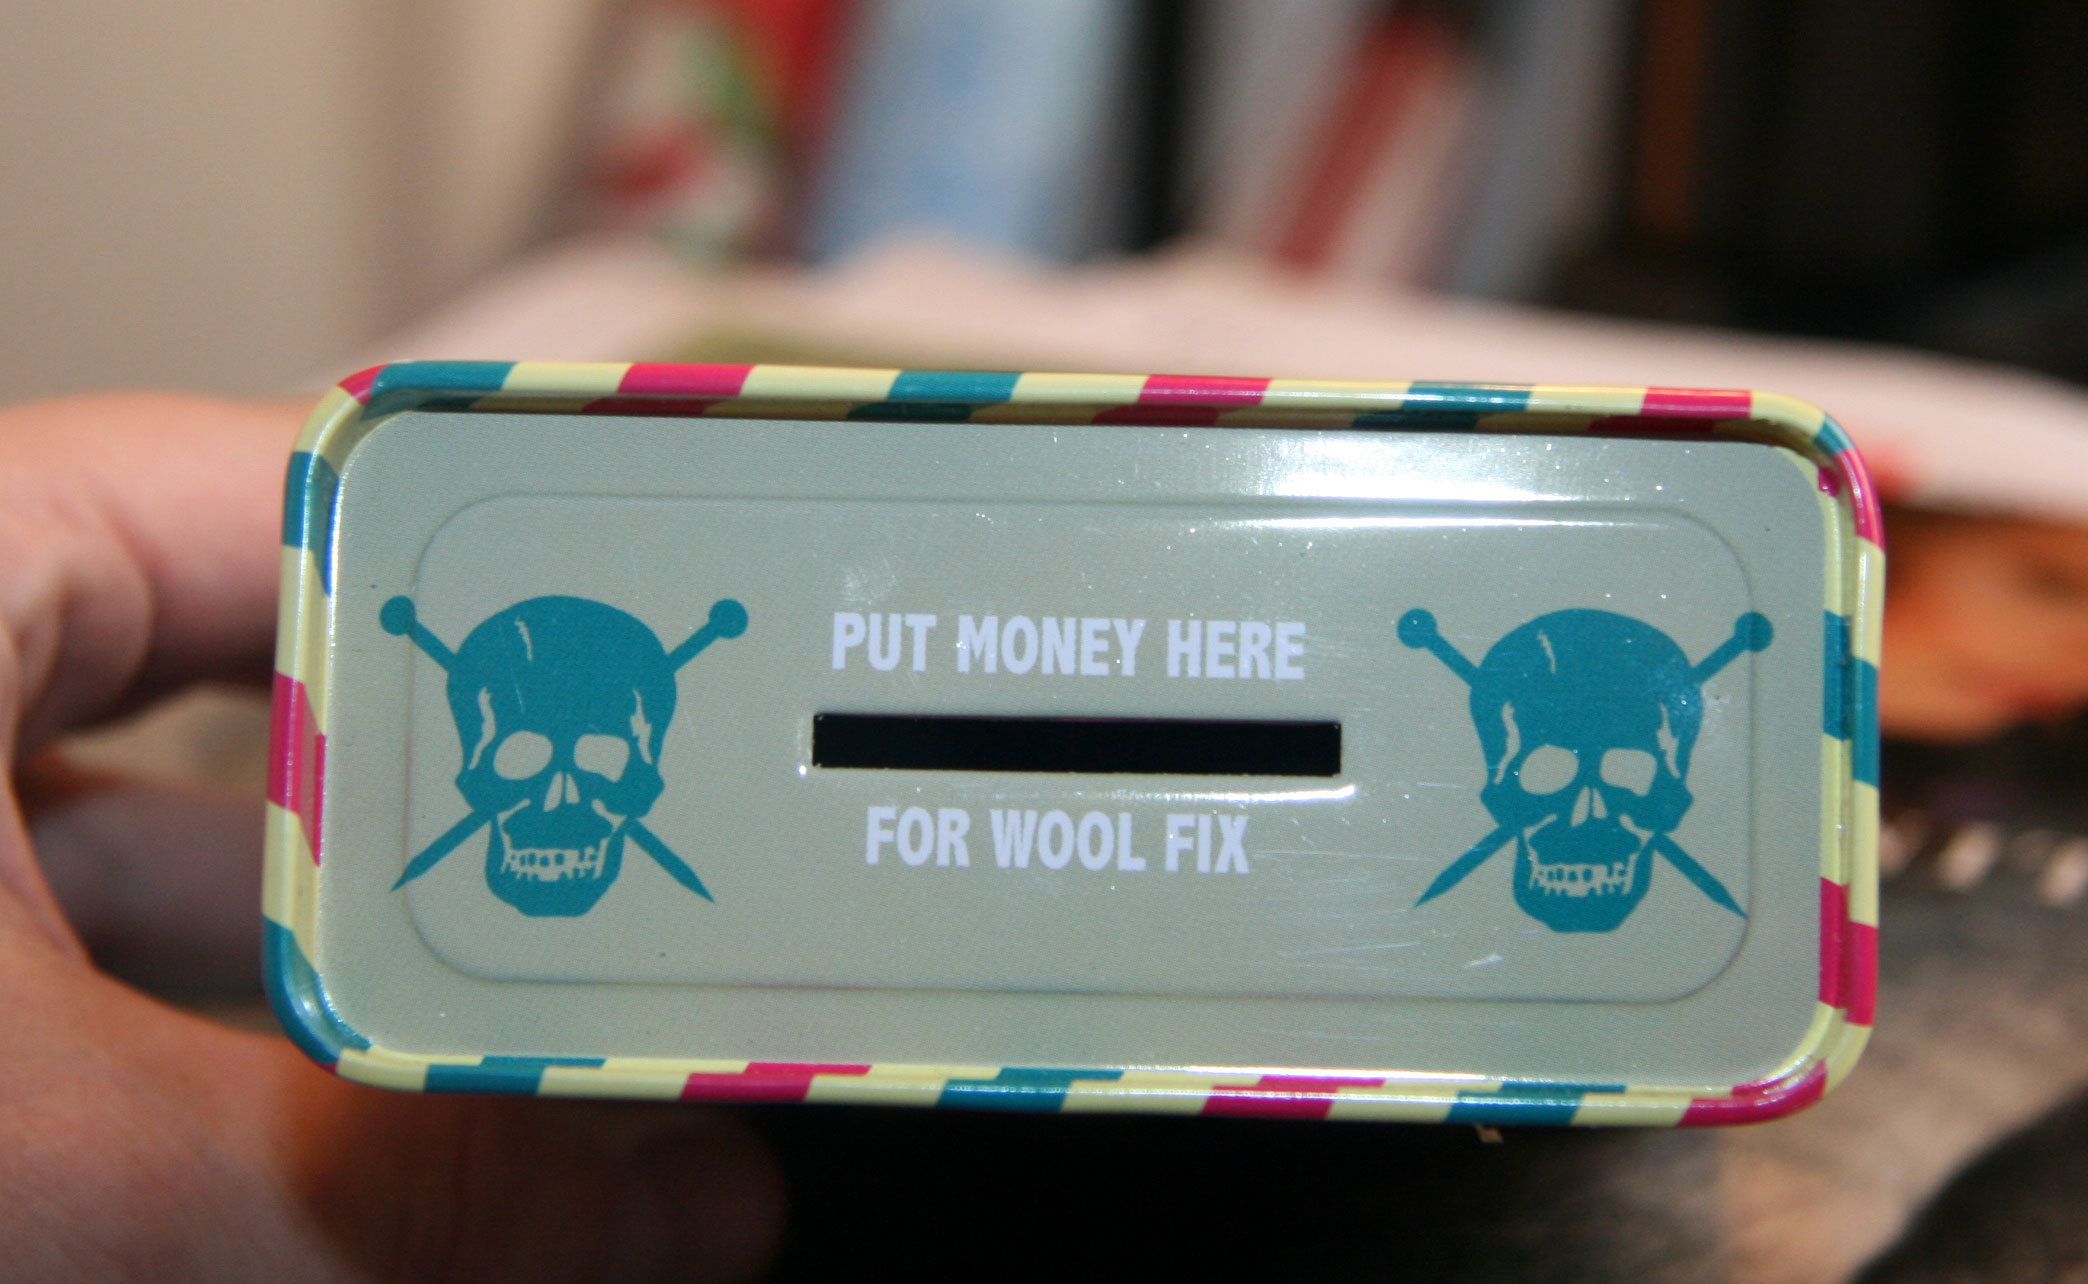 PUT MONEY HERE
FOR WOOL FIX